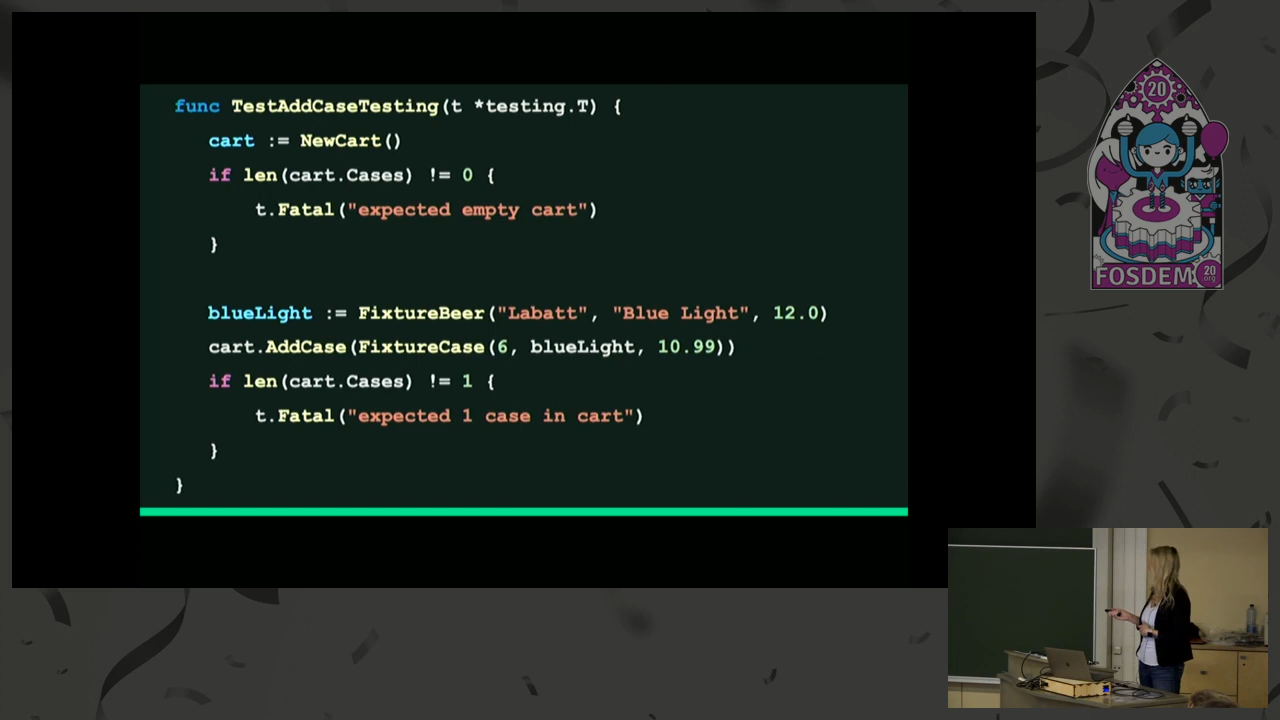 func TestAddCaseTesting(t *testing.T) {
cart := NewCart()
if len(cart.Cases) != 0 {
t.Fatal("expected empty cart")
}
blueLight := FixtureBeer("Labatt", "Blue Light", 12.0)
cart.AddCase(FixtureCase(6, blueLight, 10.99))
if len(cart.Cases) != 1 {
t.Fatal("expected 1 case in cart")
}
}
20
FOSDEM
20
.org